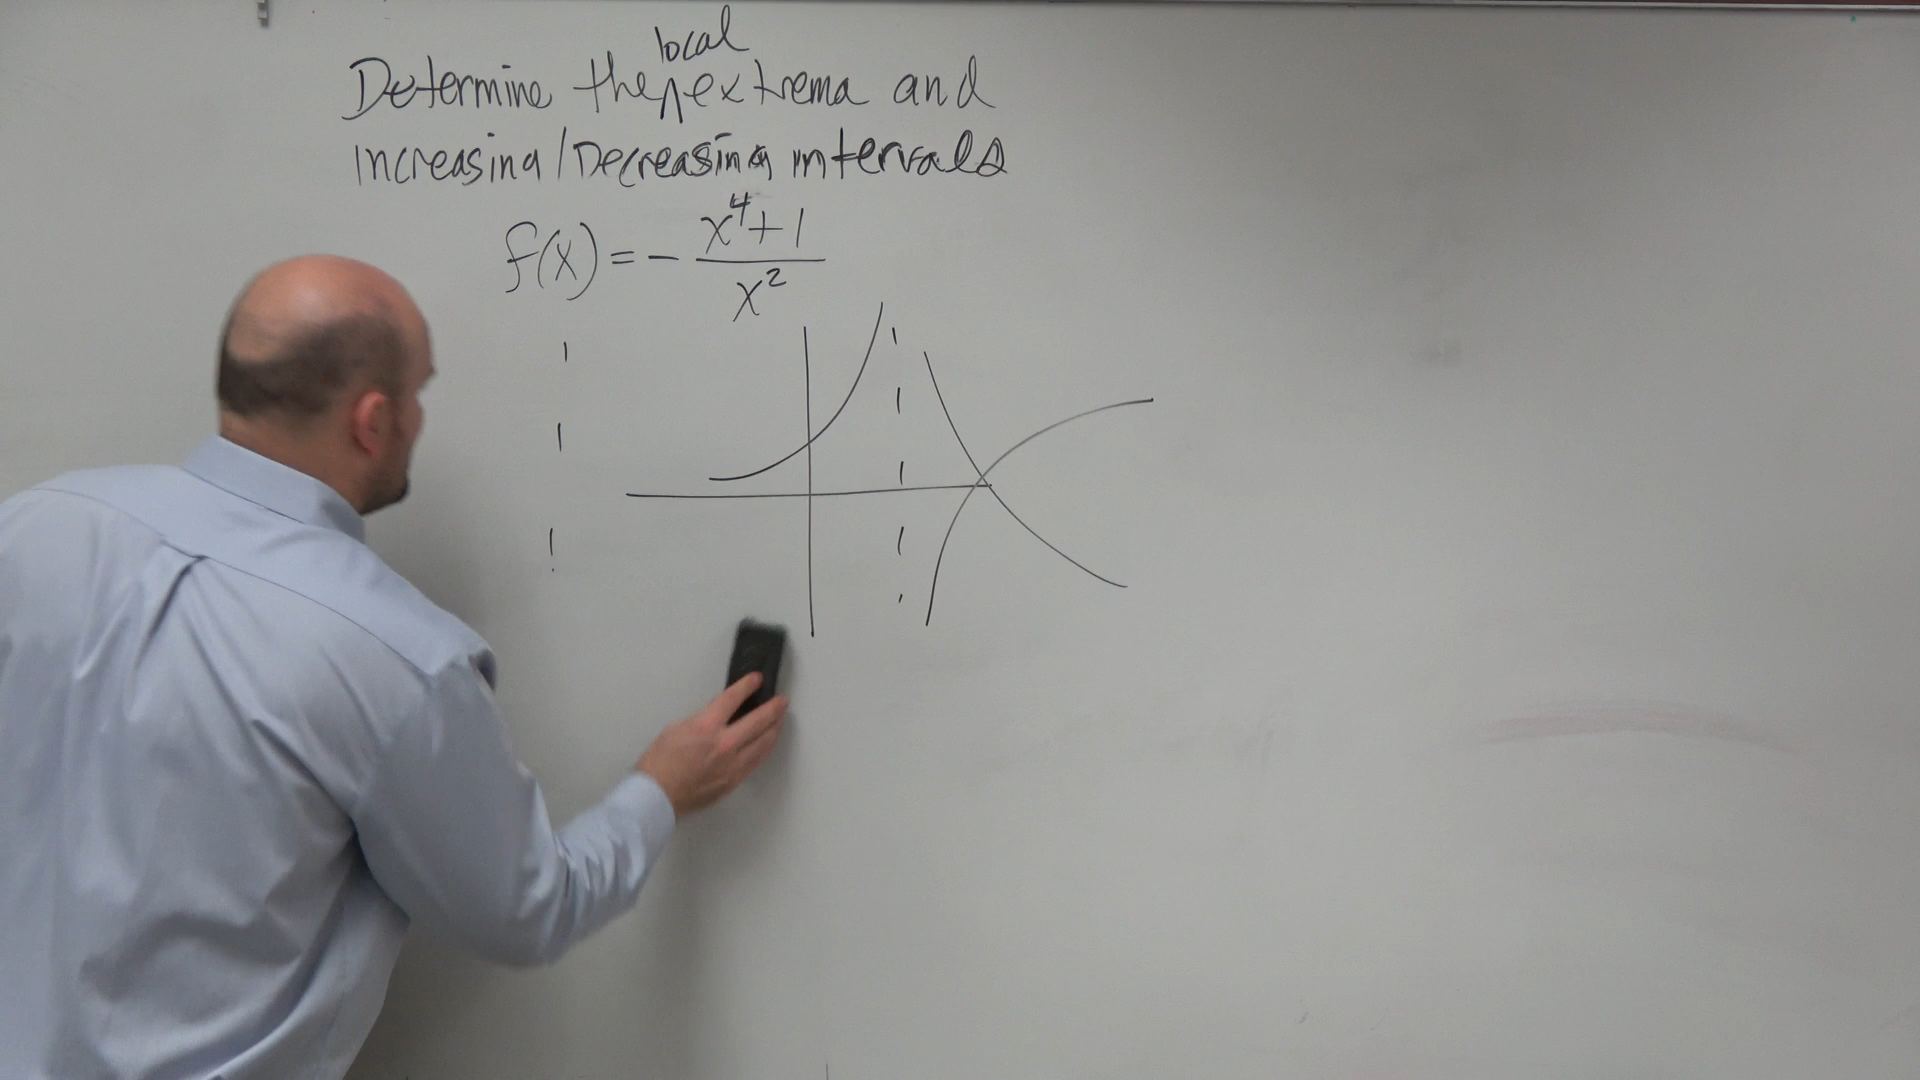 Determine the local extrema and
Increasing/Decreasing intervals
f(x) = - x⁴+1 / x²